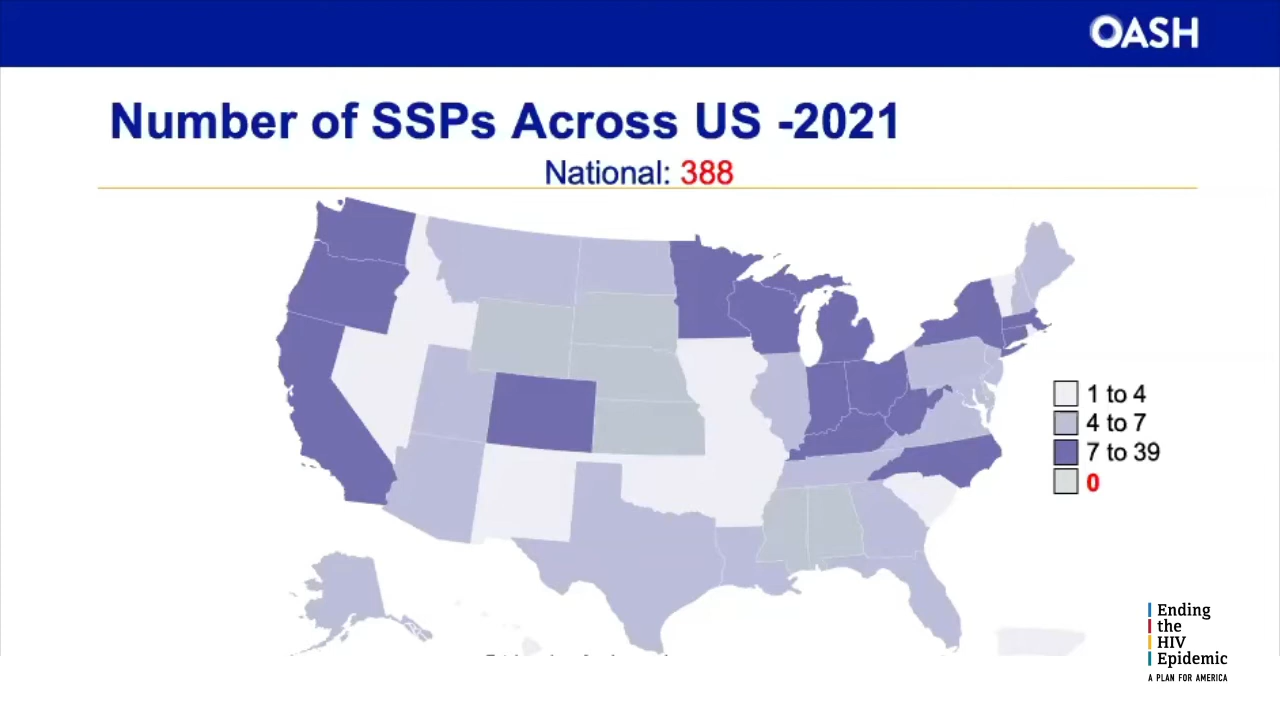 OASH
Number of SSPs Across US -2021
National: 388
1 to 4
4 to 7
7 to 39
0
Ending
the
HIV
Epidemic
A PLAN FOR AMERICA